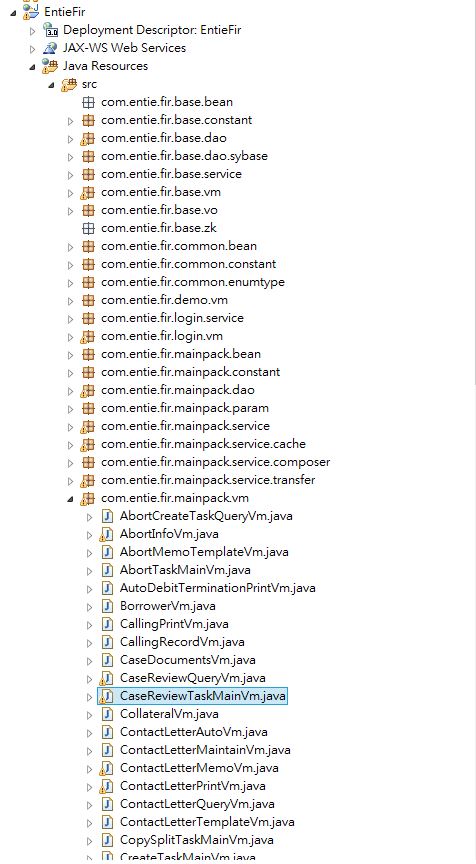 EntieFir
3.0 Deployment Descriptor: EntieFir
JAX-WS Web Services
Java Resources
src
com.entie.fir.base.bean
com.entie.fir.base.constant
com.entie.fir.base.dao
com.entie.fir.base.dao.sybase
com.entie.fir.base.service
com.entie.fir.base.vm
com.entie.fir.base.vo
com.entie.fir.base.zk
com.entie.fir.common.bean
com.entie.fir.common.constant
com.entie.fir.common.enumtype
com.entie.fir.demo.vm
com.entie.fir.login.service
com.entie.fir.login.vm
com.entie.fir.mainpack.bean
com.entie.fir.mainpack.constant
com.entie.fir.mainpack.dao
com.entie.fir.mainpack.param
com.entie.fir.mainpack.service
com.entie.fir.mainpack.service.cache
com.entie.fir.mainpack.service.composer
com.entie.fir.mainpack.service.transfer
com.entie.fir.mainpack.vm
AbortCreateTaskQueryVm.java
AbortInfoVm.java
AbortMemoTemplateVm.java
AbortTaskMainVm.java
AutoDebitTerminationPrintVm.java
BorrowerVm.java
CallingPrintVm.java
CallingRecordVm.java
CaseDocumentsVm.java
CaseReviewQueryVm.java
CaseReviewTaskMainVm.java
CollateralVm.java
ContactLetterAutoVm.java
ContactLetterMaintainVm.java
ContactLetterMemoVm.java
ContactLetterPrintVm.java
ContactLetterQueryVm.java
ContactLetterTemplateVm.java
CopySplitTaskMainVm.java
CreateTaskMainVm.java